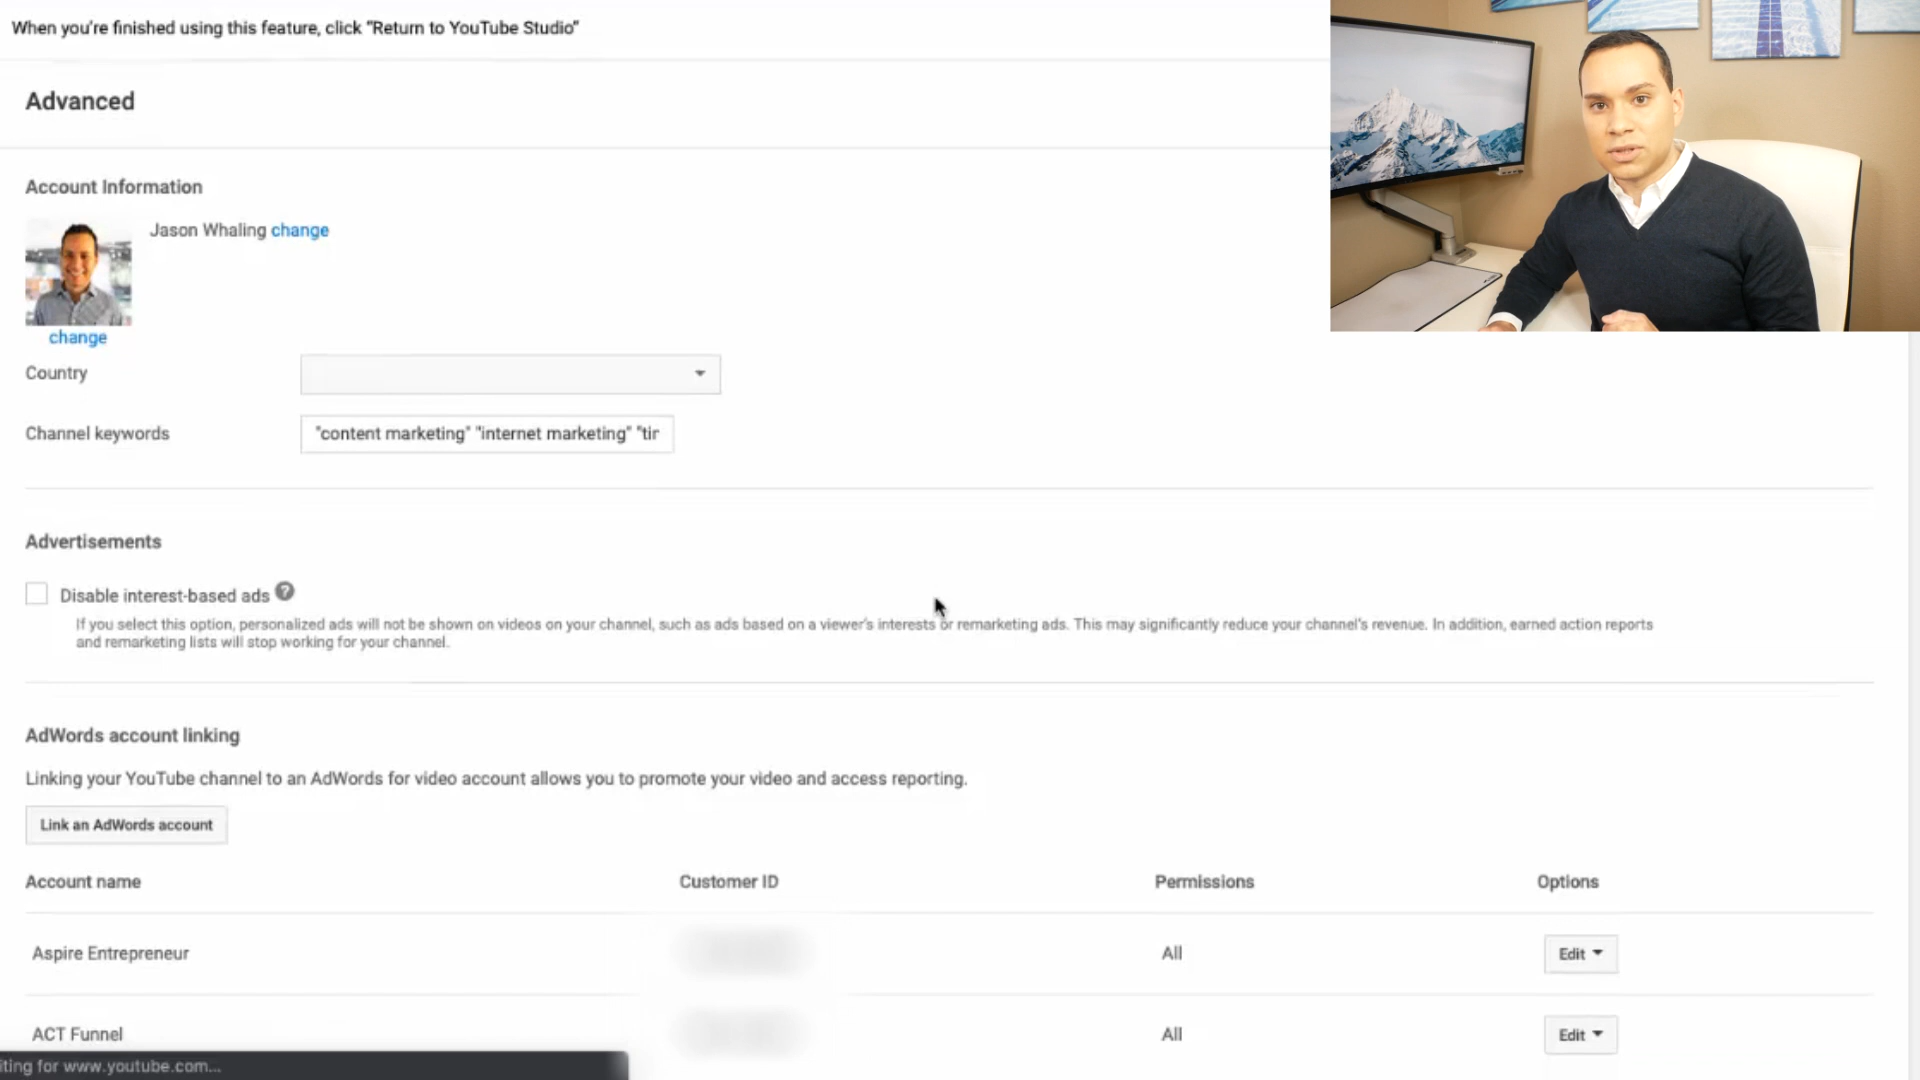 When you're finished using this feature, click "Return to YouTube Studio"
Advanced
Account Information
Jason Whaling change
change
Country
Channel keywords
"content marketing" "internet marketing" "tir
Advertisements
Disable interest-based ads ?
If you select this option, personalized ads will not be shown on videos on your channel, such as ads based on a viewer's interests or remarketing ads. This may significantly reduce your channel's revenue. In addition, earned action reports
and remarketing lists will stop working for your channel.
AdWords account linking
Linking your YouTube channel to an AdWords for video account allows you to promote your video and access reporting.
Link an AdWords account
Account name Customer ID Permissions Options
Aspire Entrepreneur All Edit
ACT Funnel All Edit
iting for www.youtube.com...